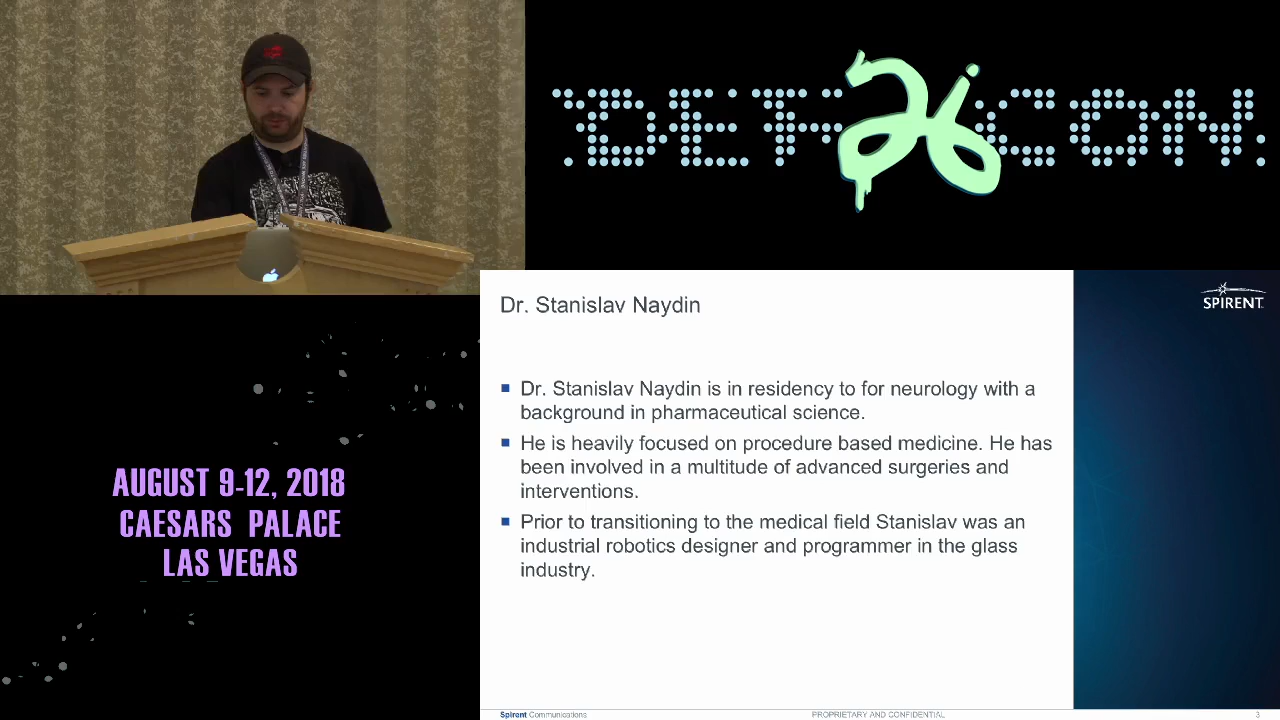 DEF 26 CON
AUGUST 9-12, 2018
CAESARS PALACE
LAS VEGAS
SPIRENT
Dr. Stanislav Naydin
Dr. Stanislav Naydin is in residency to for neurology with a
background in pharmaceutical science.
He is heavily focused on procedure based medicine. He has
been involved in a multitude of advanced surgeries and
interventions.
Prior to transitioning to the medical field Stanislav was an
industrial robotics designer and programmer in the glass
industry.
Spirent Communications
PROPRIETARY AND CONFIDENTIAL
3